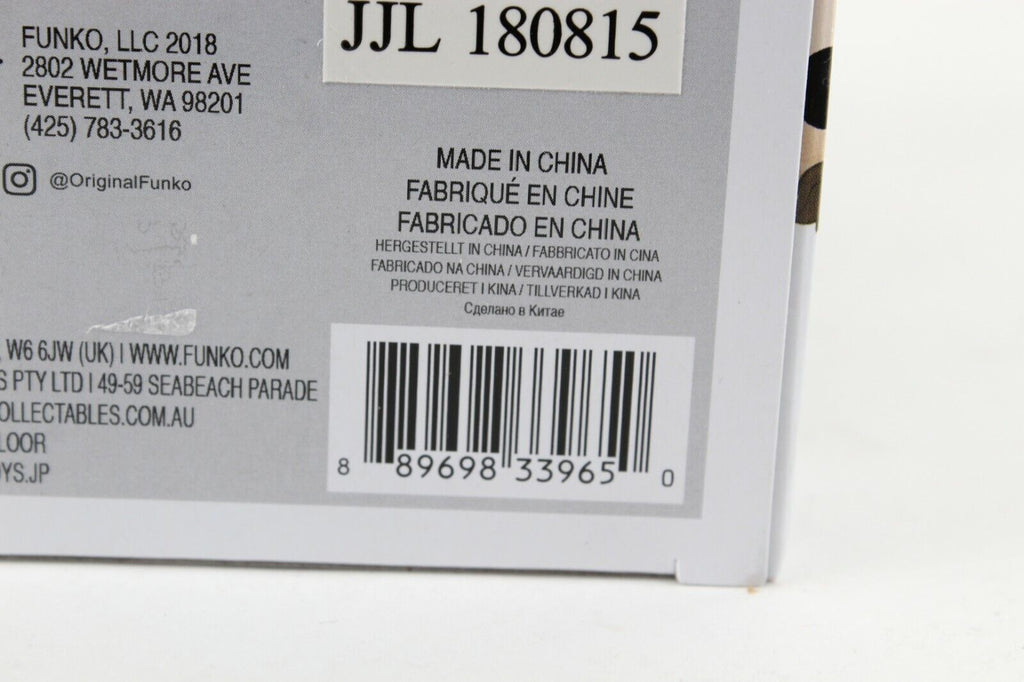 JJL 180815
FUNKO, LLC 2018
2802 WETMORE AVE
EVERETT, WA 98201
(425) 783-3616
@OriginalFunko
MADE IN CHINA
FABRIQUÉ EN CHINE
FABRICADO EN CHINA
HERGESTELLT IN CHINA / FABBRICATO IN CINA
FABRICADO NA CHINA / VERVAARDIGD IN CHINA
PRODUCERET I KINA / TILLVERKAD I KINA
Сделано в Китае
W6 6JW (UK) | WWW.FUNKO.COM
S PTY LTD | 49-59 SEABEACH PARADE
OLLECTABLES.COM.AU
LOOR
YS.JP
8 89698 33965 0